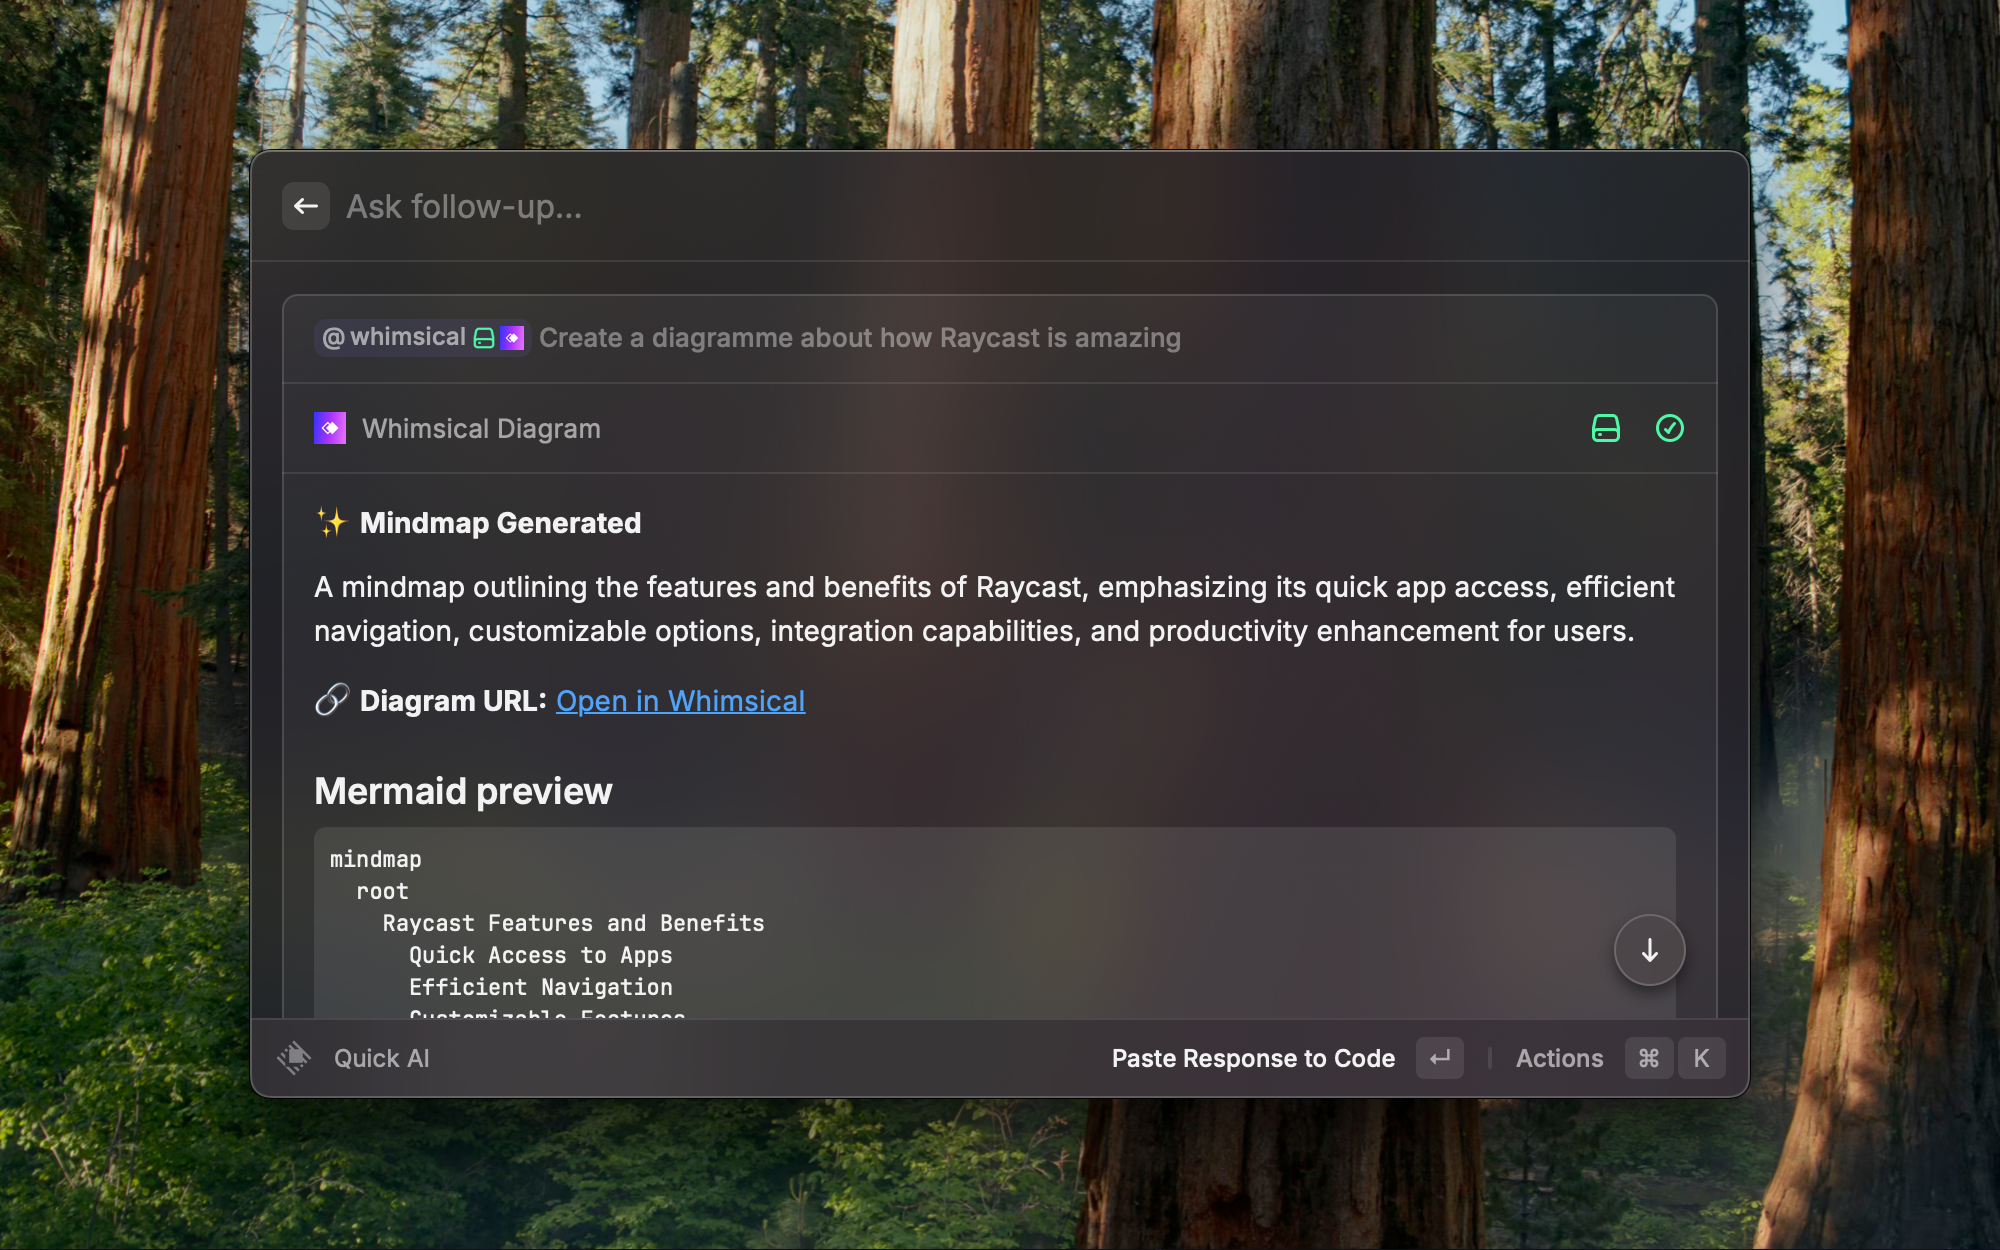 Ask follow-up...
@whimsical Create a diagramme about how Raycast is amazing
Whimsical Diagram
✨ Mindmap Generated
A mindmap outlining the features and benefits of Raycast, emphasizing its quick app access, efficient
navigation, customizable options, integration capabilities, and productivity enhancement for users.
🔗 Diagram URL: Open in Whimsical
Mermaid preview
mindmap
root
Raycast Features and Benefits
Quick Access to Apps
Efficient Navigation
Customizable Features
Quick AI
Paste Response to Code ↵ | Actions ⌘ K